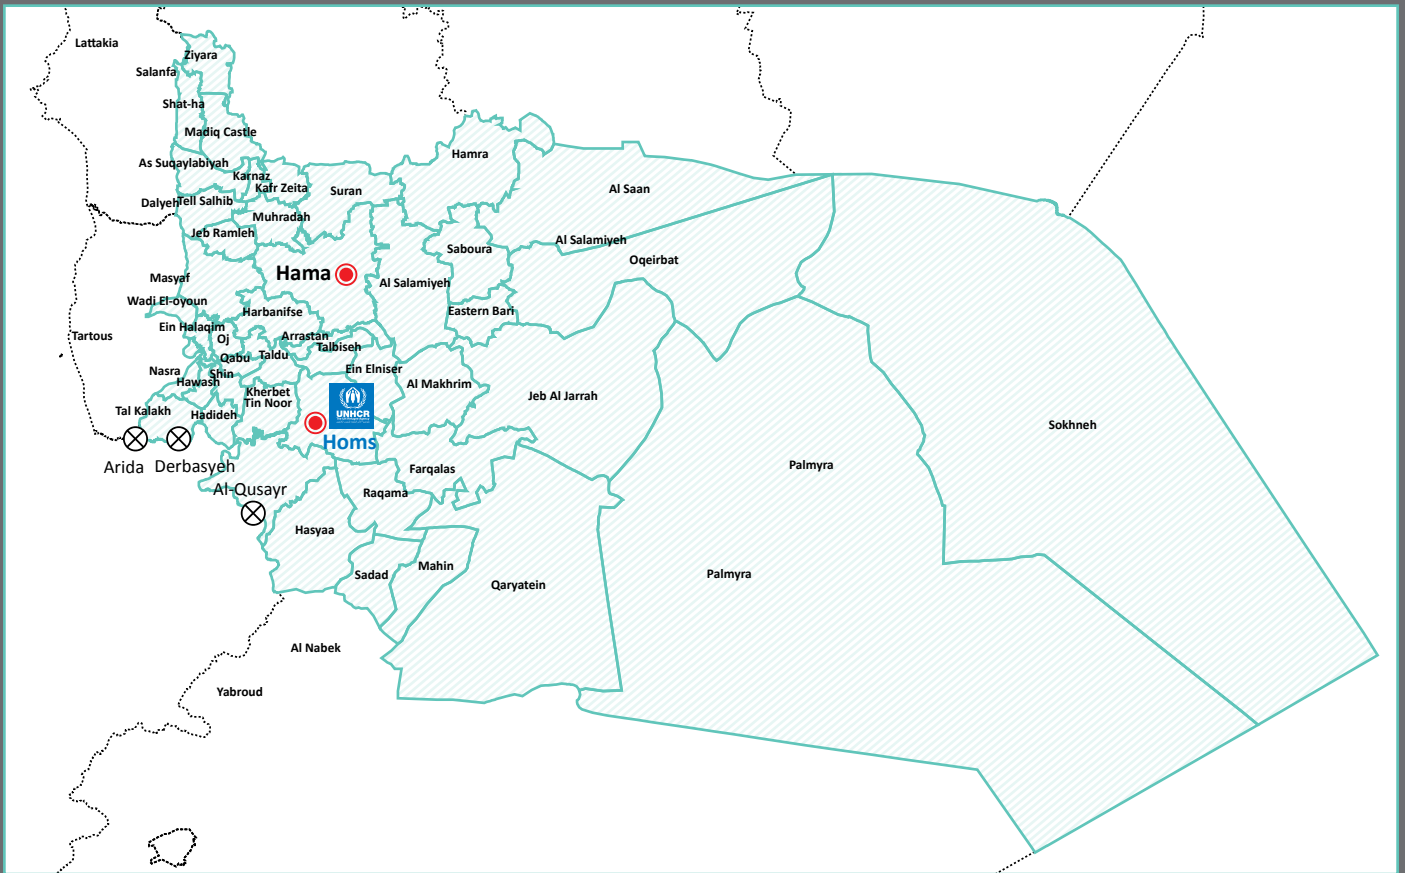 Lattakia
Ziyara
Salanfa
Shat-ha
Madiq Castle
Hamra
As Suqaylabiyah
Karnaz
Kafr Zeita
Suran
Al Saan
Dalyeh
Tell Salhib
Muhradah
Jeb Ramleh
Al Salamiyeh
Saboura
Oqeirbat
Hama
Masyaf
Al Salamiyeh
Wadi El-oyoun
Harbanifse
Eastern Bari
Ein Halaqim
Oj
Arrastan
Tartous
Talbiseh
Qabu
Taldu
Nasra
Shin
Ein Elniser
Hawash
Al Makhrim
Kherbet
Tin Noor
Jeb Al Jarrah
UNHCR
Tal Kalakh
Hadideh
Sokhneh
Homs
Arida
Derbasyeh
Farqalas
Palmyra
Al-Qusayr
Raqama
Hasyaa
Mahin
Sadad
Palmyra
Qaryatein
Al Nabek
Yabroud